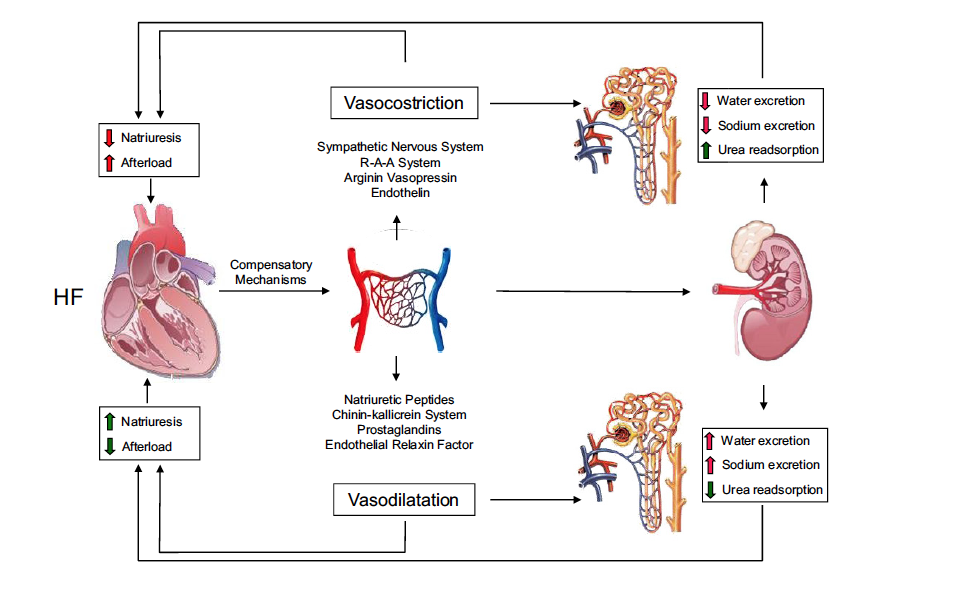 Vasocostriction
Water excretion
Sodium excretion
Urea readsorption
Natriuresis
Afterload
Sympathetic Nervous System
R-A-A System
Arginin Vasopressin
Endothelin
HF
Compensatory
Mechanisms
Natriuretic Peptides
Chinin-kallicrein System
Prostaglandins
Endothelial Relaxin Factor
Natriuresis
Afterload
Water excretion
Sodium excretion
Urea readsorption
Vasodilatation